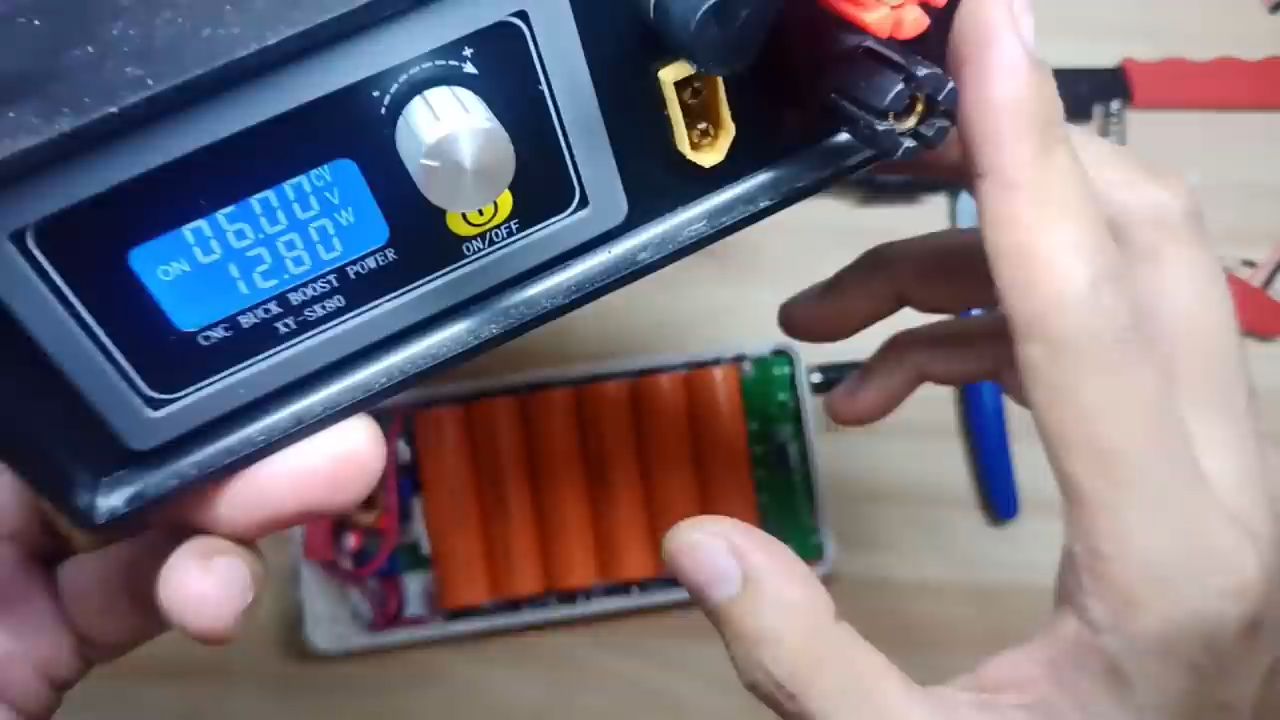 - +
CV
06.00 V
ON 12.80 W
CNC BUCK BOOST POWER
XY-SK80
ON/OFF